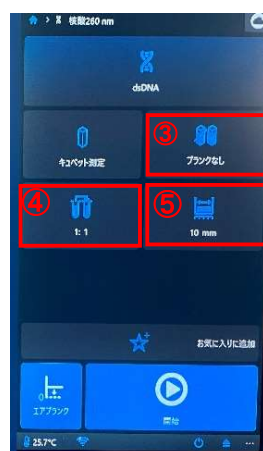 > 核酸260 nm
dsDNA
キュベット測定
③
ブランクなし
④
1: 1
⑤
10 mm
お気に入りに追加
エアブランク
開始
25.7℃